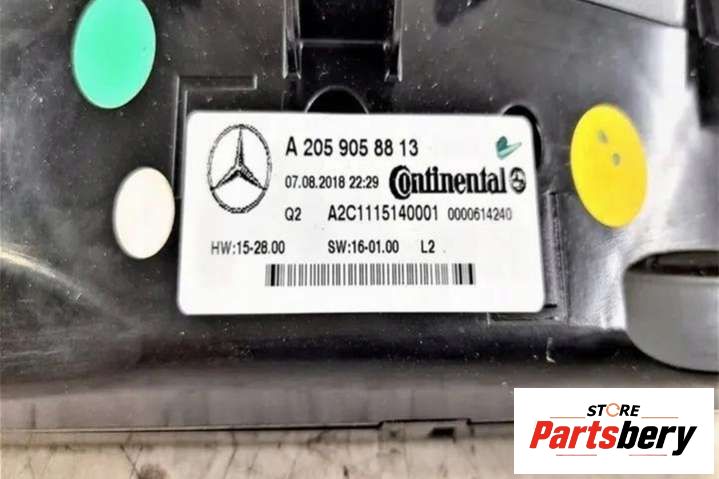 A 205 905 88 13
07.08.2018 22:29 Continental
Q2 A2C1115140001 0000614240
HW:15-28.00 SW:16-01.00 L2
STORE
Partsbery